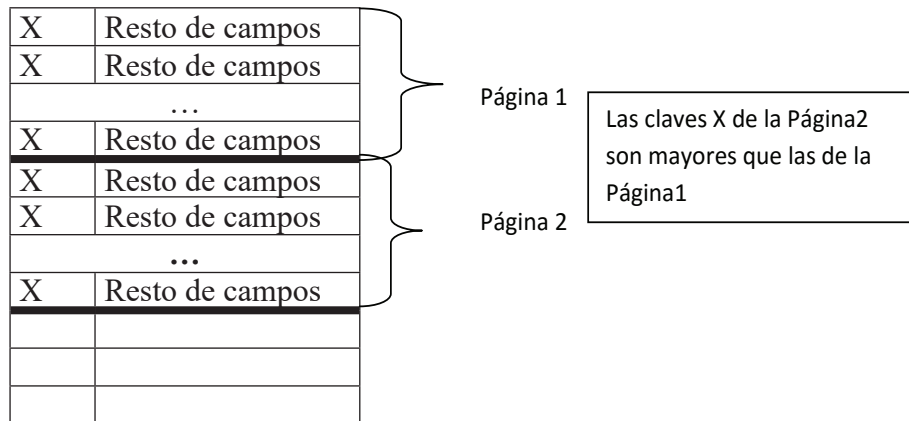 X Resto de campos
X Resto de campos
…
X Resto de campos
X Resto de campos
X Resto de campos
…
X Resto de campos
Página 1
Página 2
Las claves X de la Página2
son mayores que las de la
Página1